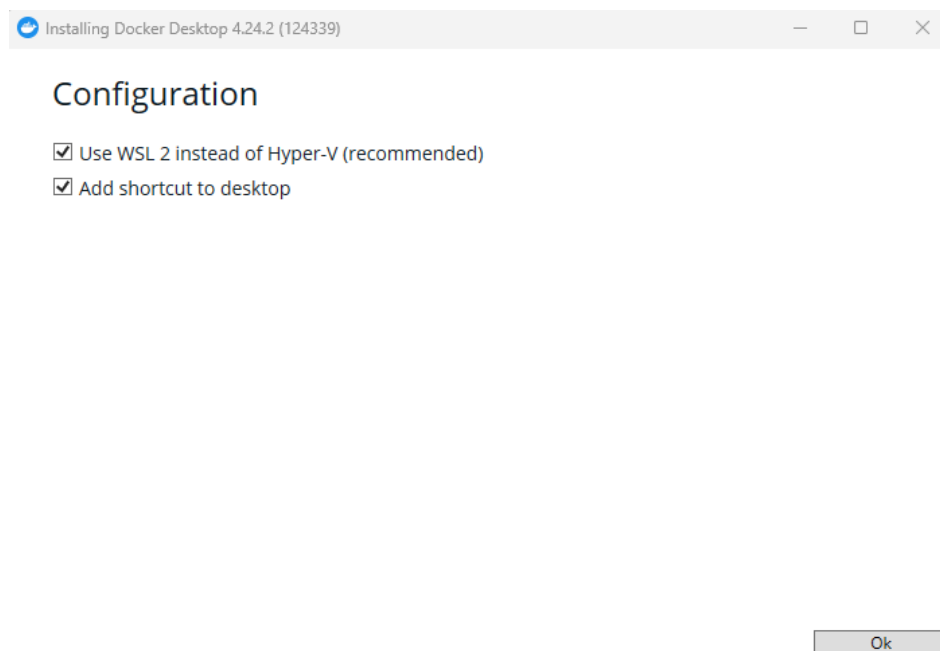 Installing Docker Desktop 4.24.2 (124339)
Configuration
Use WSL 2 instead of Hyper-V (recommended)
Add shortcut to desktop
Ok